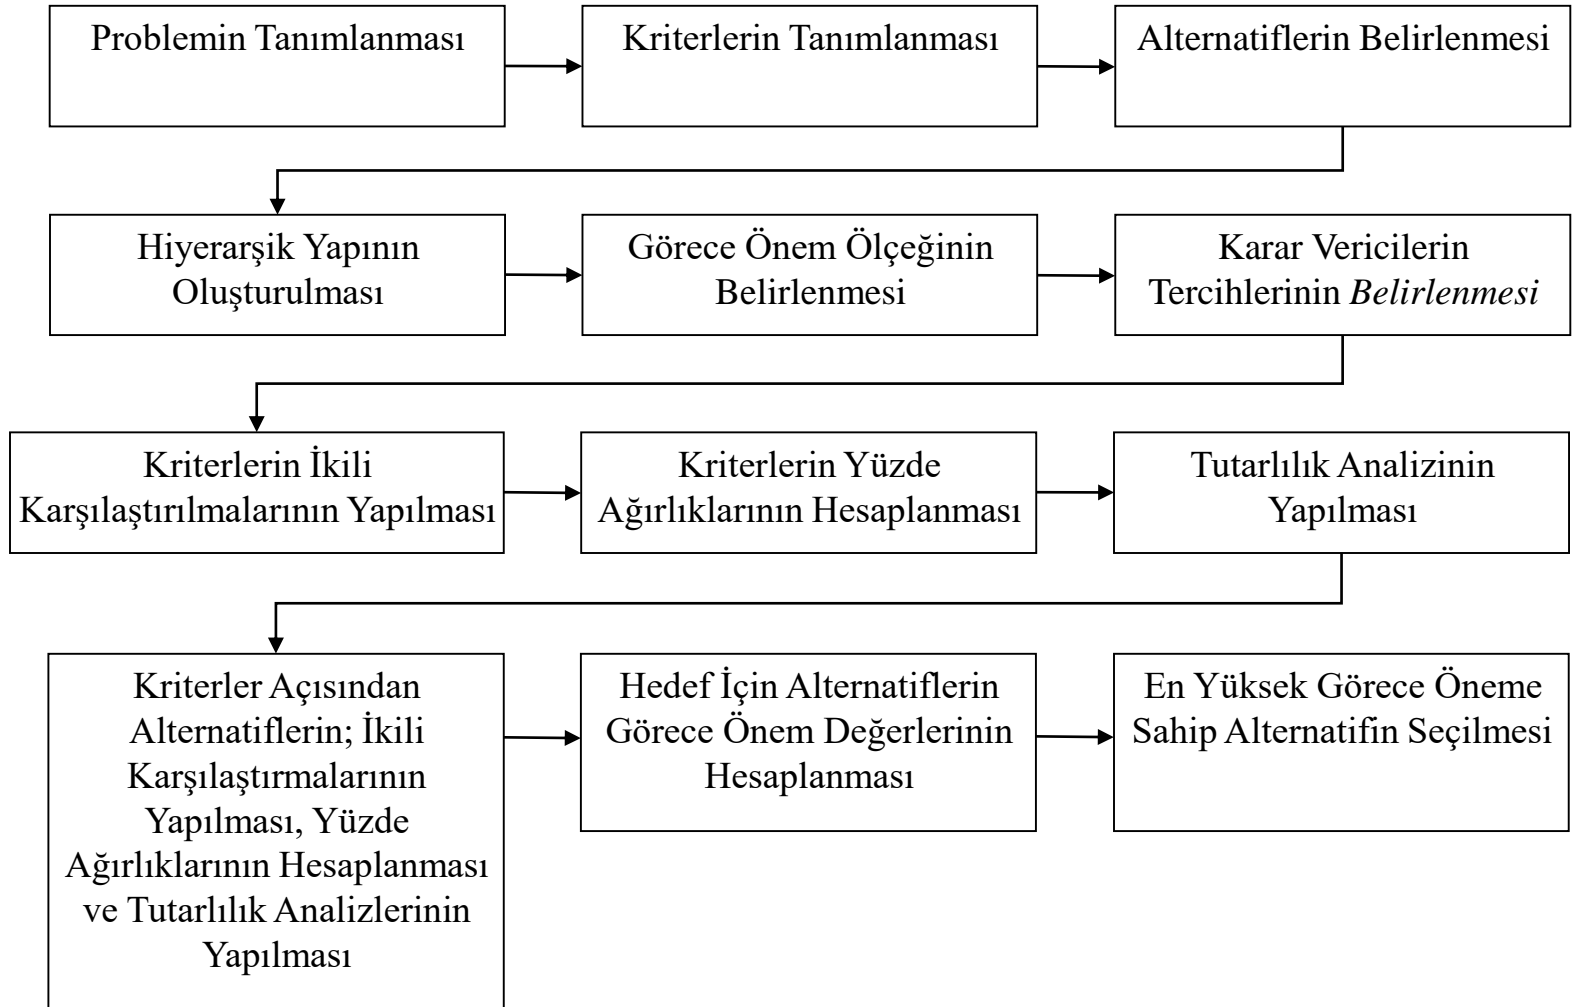 Problemin Tanımlanması
Kriterlerin Tanımlanması
Alternatiflerin Belirlenmesi
Hiyerarşik Yapının
Oluşturulması
Görece Önem Ölçeğinin
Belirlenmesi
Karar Vericilerin
Tercihlerinin Belirlenmesi
Kriterlerin İkili
Karşılaştırılmalarının Yapılması
Kriterlerin Yüzde
Ağırlıklarının Hesaplanması
Tutarlılık Analizinin
Yapılması
Kriterler Açısından
Alternatiflerin; İkili
Karşılaştırmalarının
Yapılması, Yüzde
Ağırlıklarının Hesaplanması
ve Tutarlılık Analizlerinin
Yapılması
Hedef İçin Alternatiflerin
Görece Önem Değerlerinin
Hesaplanması
En Yüksek Görece Öneme
Sahip Alternatifin Seçilmesi